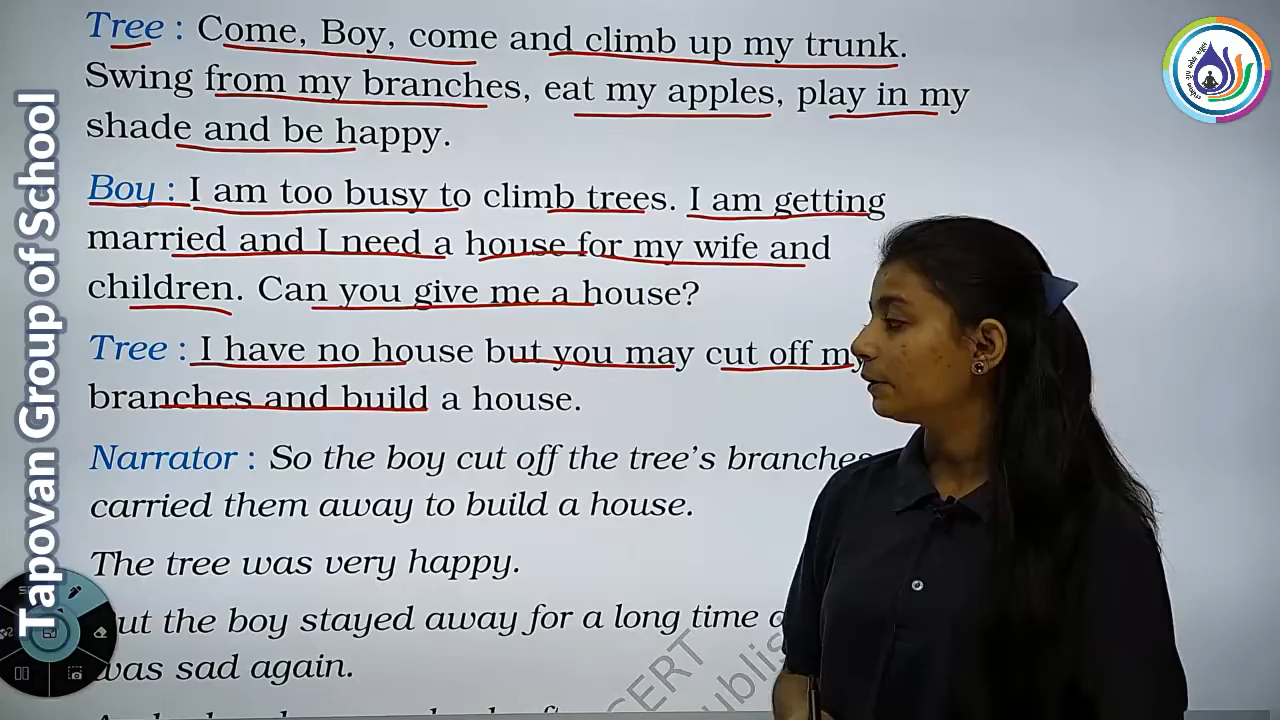 Tree : Come, Boy, come and climb up my trunk.
Swing from my branches, eat my apples, play in my
shade and be happy.
Boy : I am too busy to climb trees. I am getting
married and I need a house for my wife and
children. Can you give me a house?
Tree : I have no house but you may cut off my
branches and build a house.
Narrator : So the boy cut off the tree's branches
carried them away to build a house.
The tree was very happy.
ut the boy stayed away for a long time
was sad again.
Tapovan Group of School
CERT
ublis